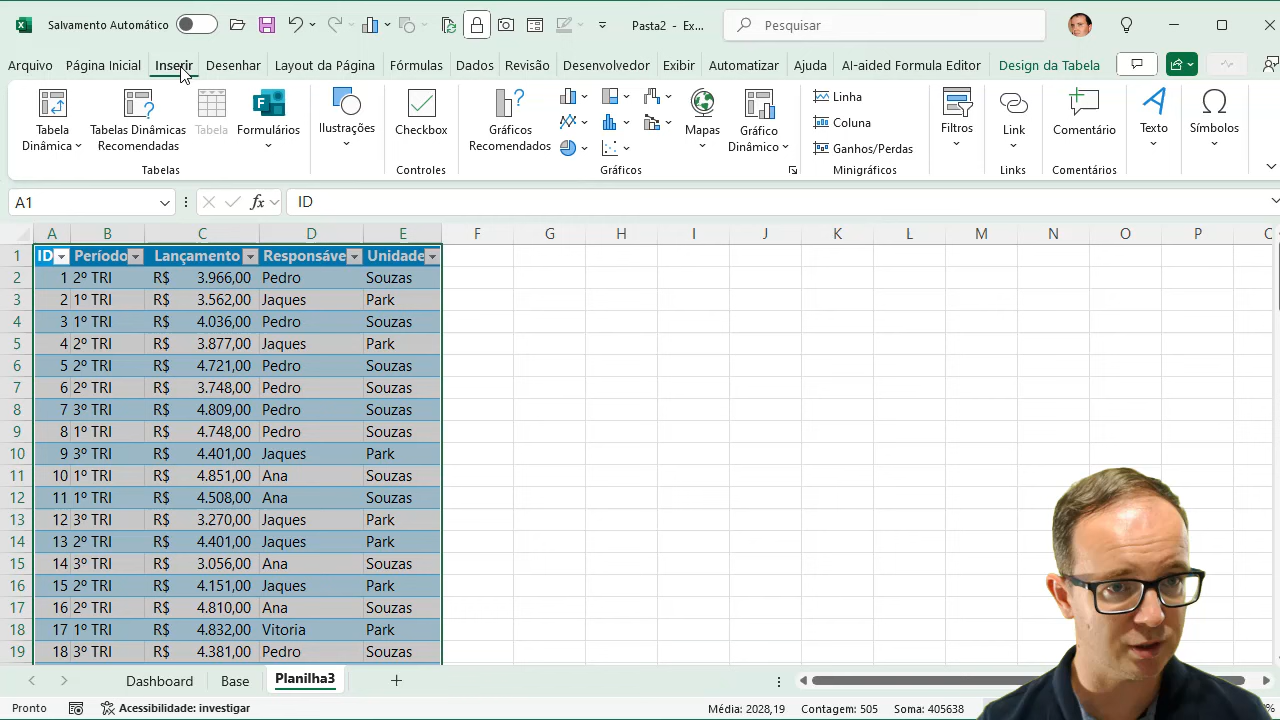 Salvamento Automático
Pasta2 - Ex...
Pesquisar
Arquivo Página Inicial Inserir Desenhar Layout da Página Fórmulas Dados Revisão Desenvolvedor Exibir Automatizar Ajuda AI-aided Formula Editor Design da Tabela
Tabela Dinâmica
Tabelas Dinâmicas Recomendadas
Tabela
Formulários
Ilustrações
Checkbox
Gráficos Recomendados
Mapas
Gráfico Dinâmico
Linha
Coluna
Ganhos/Perdas
Filtros
Link
Comentário
Texto
Símbolos
Tabelas Controles Gráficos Minigráficos Links Comentários
A1 fx ID
A B C D E F G H I J K L M N O P
1 ID Período Lançamento Responsáve Unidade
2 1 2º TRI R$ 3.966,00 Pedro Souzas
3 2 1º TRI R$ 3.562,00 Jaques Park
4 3 1º TRI R$ 4.036,00 Pedro Souzas
5 4 2º TRI R$ 3.877,00 Jaques Park
6 5 2º TRI R$ 4.721,00 Pedro Souzas
7 6 2º TRI R$ 3.748,00 Pedro Souzas
8 7 3º TRI R$ 4.809,00 Pedro Souzas
9 8 1º TRI R$ 4.748,00 Pedro Souzas
10 9 3º TRI R$ 4.401,00 Jaques Park
11 10 1º TRI R$ 4.851,00 Ana Souzas
12 11 1º TRI R$ 4.508,00 Ana Souzas
13 12 3º TRI R$ 3.270,00 Jaques Park
14 13 2º TRI R$ 4.401,00 Jaques Park
15 14 3º TRI R$ 3.056,00 Ana Souzas
16 15 2º TRI R$ 4.151,00 Jaques Park
17 16 2º TRI R$ 4.810,00 Ana Souzas
18 17 1º TRI R$ 4.832,00 Vitoria Park
19 18 3º TRI R$ 4.381,00 Pedro Souzas
Dashboard Base Planilha3
Pronto Acessibilidade: investigar Média: 2028,19 Contagem: 505 Soma: 405638